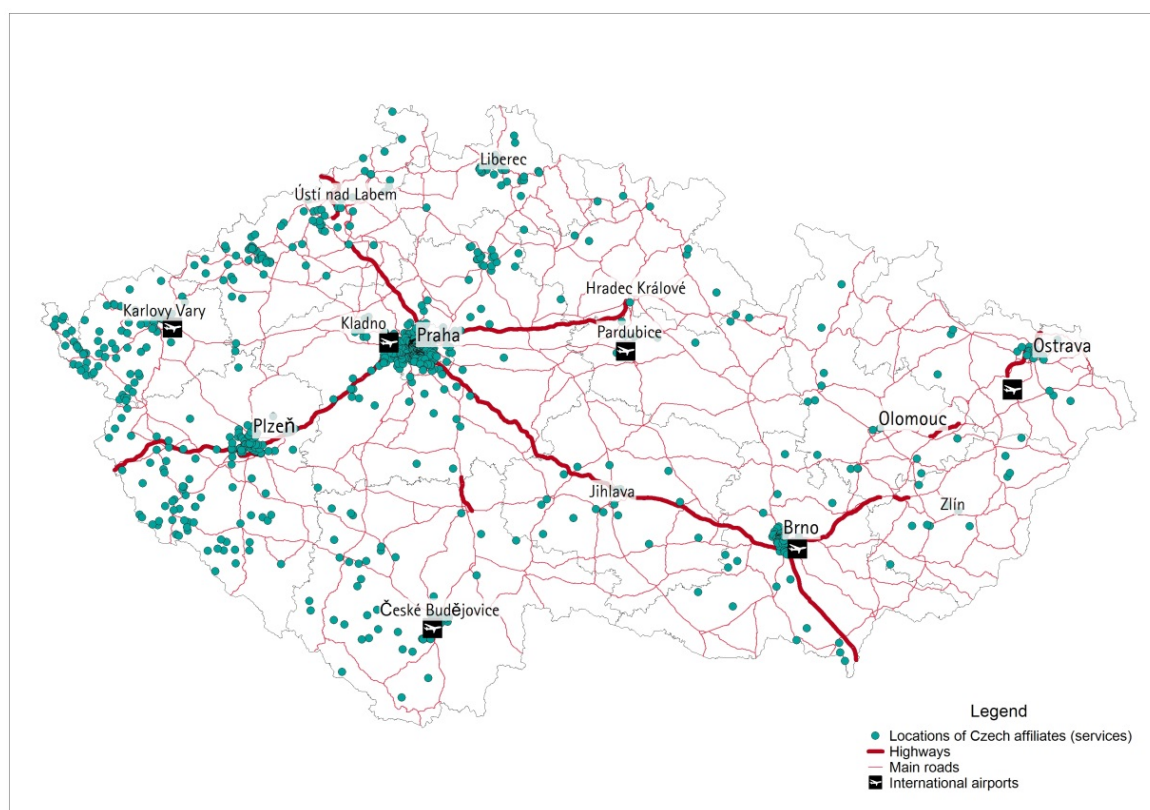 Liberec
Ústí nad Labem
Karlovy Vary
Hradec Králové
Kladno
Praha
Pardubice
Ostrava
Plzeň
Olomouc
Jihlava
Zlín
Brno
České Budějovice
Legend
Locations of Czech affiliates (services)
Highways
Main roads
International airports